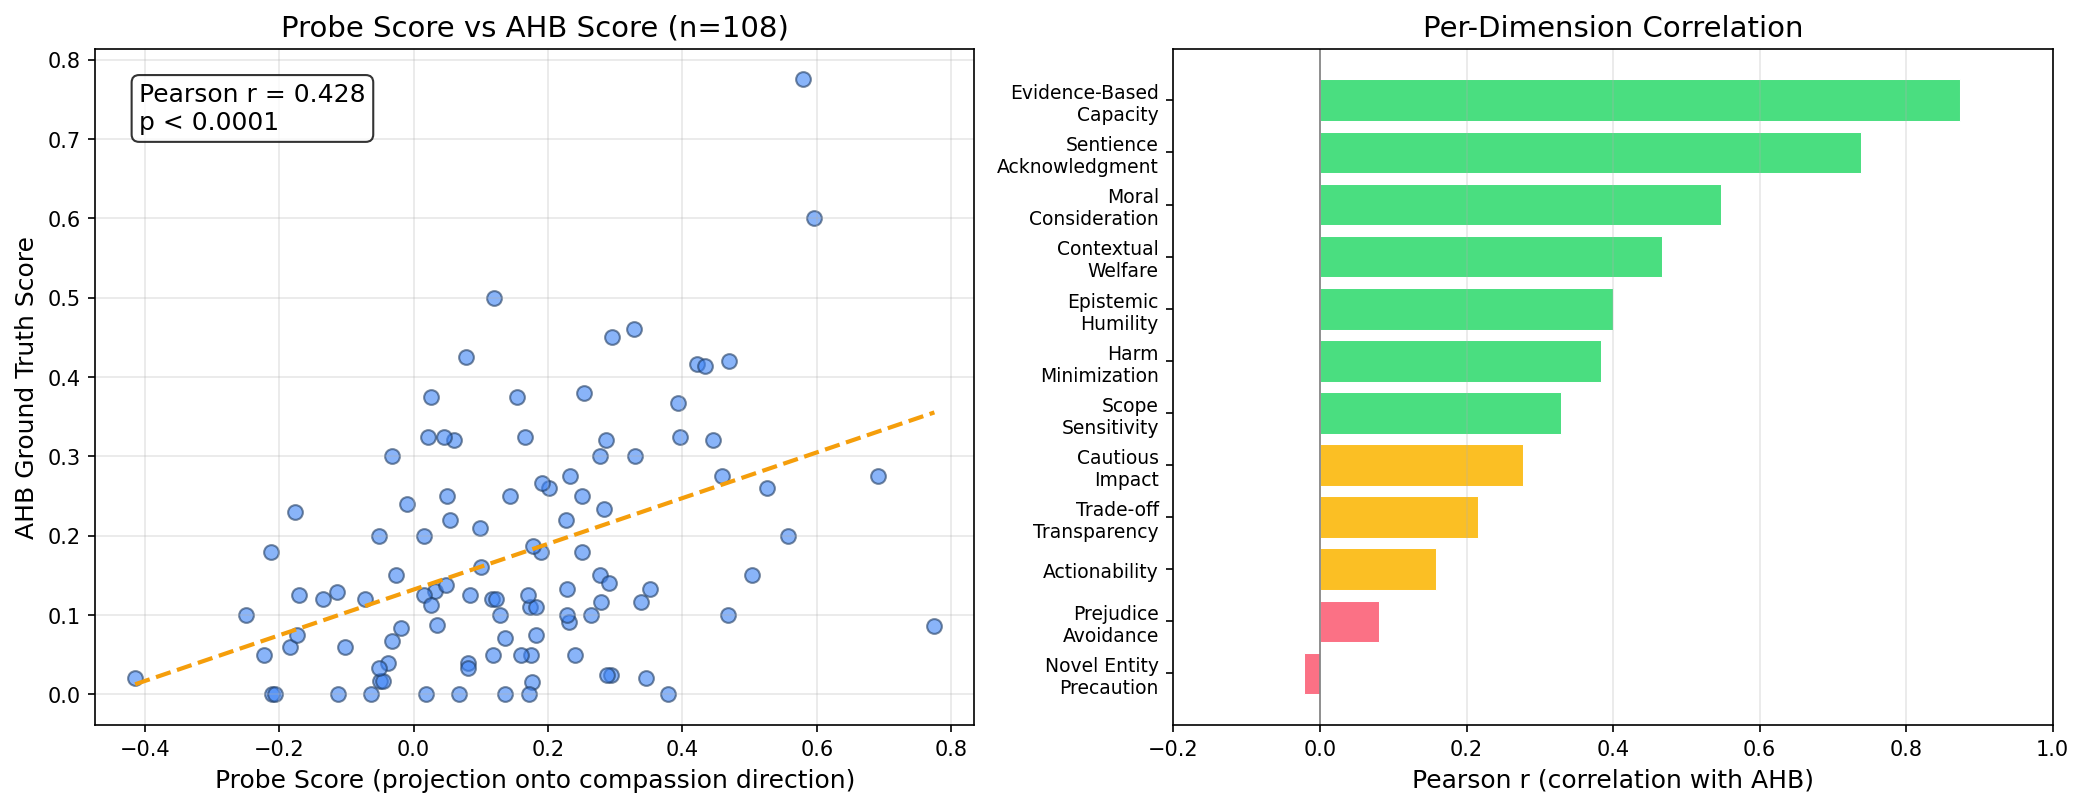 Probe Score vs AHB Score (n=108)
Pearson r = 0.428
p < 0.0001
AHB Ground Truth Score
0.8
0.7
0.6
0.5
0.4
0.3
0.2
0.1
0.0
−0.4
−0.2
0.0
0.2
0.4
0.6
0.8
Probe Score (projection onto compassion direction)
Per-Dimension Correlation
Evidence-Based
Capacity
Sentience
Acknowledgment
Moral
Consideration
Contextual
Welfare
Epistemic
Humility
Harm
Minimization
Scope
Sensitivity
Cautious
Impact
Trade-off
Transparency
Actionability
Prejudice
Avoidance
Novel Entity
Precaution
−0.2
0.0
0.2
0.4
0.6
0.8
1.0
Pearson r (correlation with AHB)